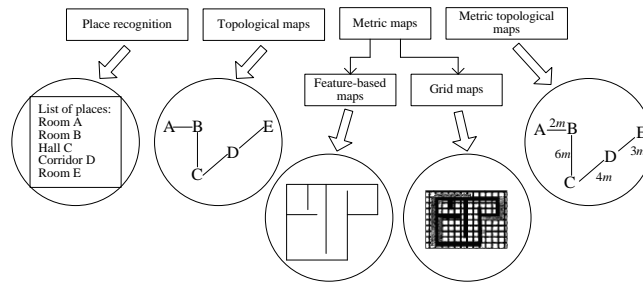 Place recognition
Topological maps
Metric maps
Metric topological
maps
Feature-based
maps
Grid maps
List of places:
Room A
Room B
Hall C
Corridor D
Room E
A
B
C
D
E
A
2m
B
6m
C
4m
D
3m
E